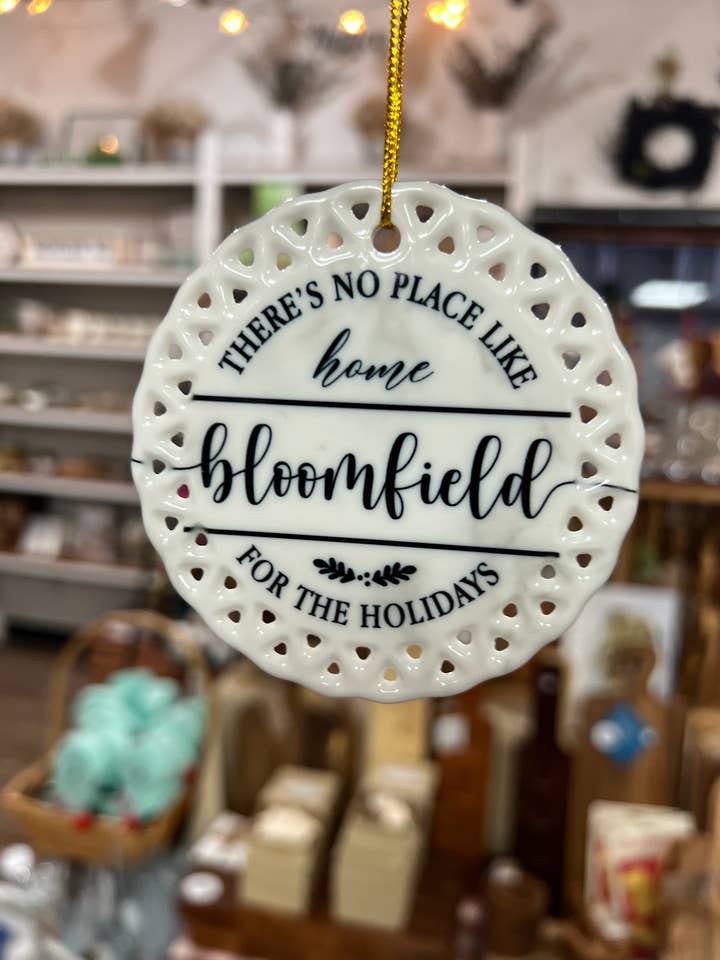 THERE'S NO PLACE LIKE
home
bloomfield
FOR THE HOLIDAYS